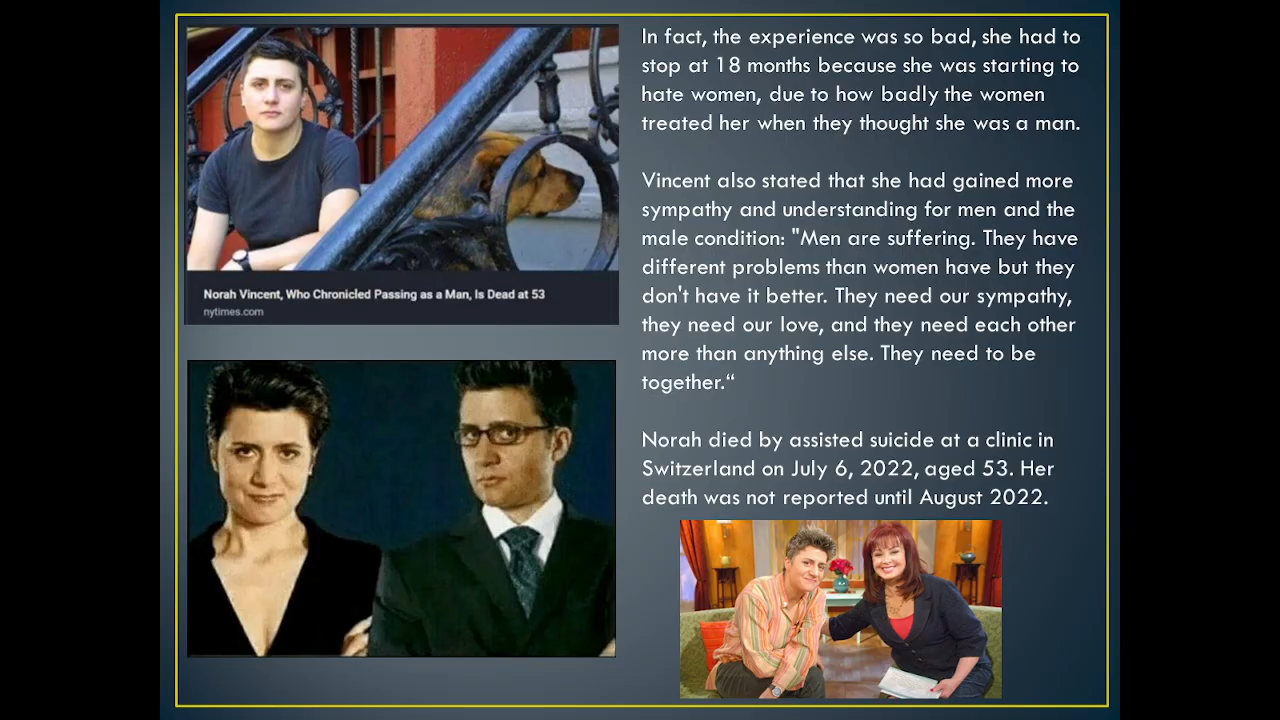 In fact, the experience was so bad, she had to
stop at 18 months because she was starting to
hate women, due to how badly the women
treated her when they thought she was a man.
Vincent also stated that she had gained more
sympathy and understanding for men and the
male condition: "Men are suffering. They have
different problems than women have but they
don't have it better. They need our sympathy,
they need our love, and they need each other
more than anything else. They need to be
together.“
Norah died by assisted suicide at a clinic in
Switzerland on July 6, 2022, aged 53. Her
death was not reported until August 2022.
Norah Vincent, Who Chronicled Passing as a Man, Is Dead at 53
nytimes.com